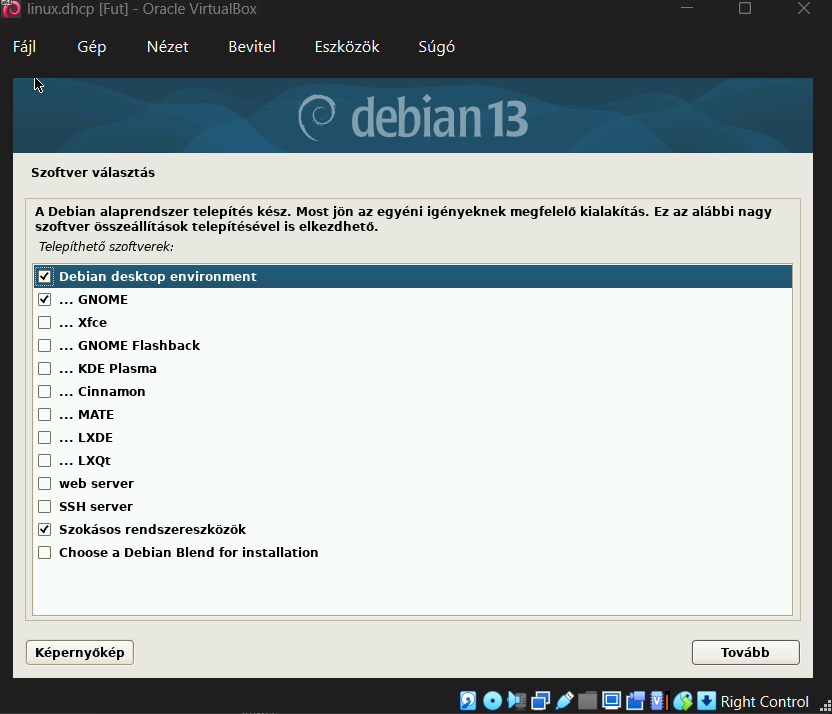 linux.dhcp [Fut] - Oracle VirtualBox
Fájl Gép Nézet Bevitel Eszközök Súgó
debian 13
Szoftver választás
A Debian alaprendszer telepítés kész. Most jön az egyéni igényeknek megfelelő kialakítás. Ez az alábbi nagy
szoftver összeállítások telepítésével is elkezdhető.
Telepíthető szoftverek:
Debian desktop environment
... GNOME
... Xfce
... GNOME Flashback
... KDE Plasma
... Cinnamon
... MATE
... LXDE
... LXQt
web server
SSH server
Szokásos rendszereszközök
Choose a Debian Blend for installation
Képernyőkép
Tovább
Right Control